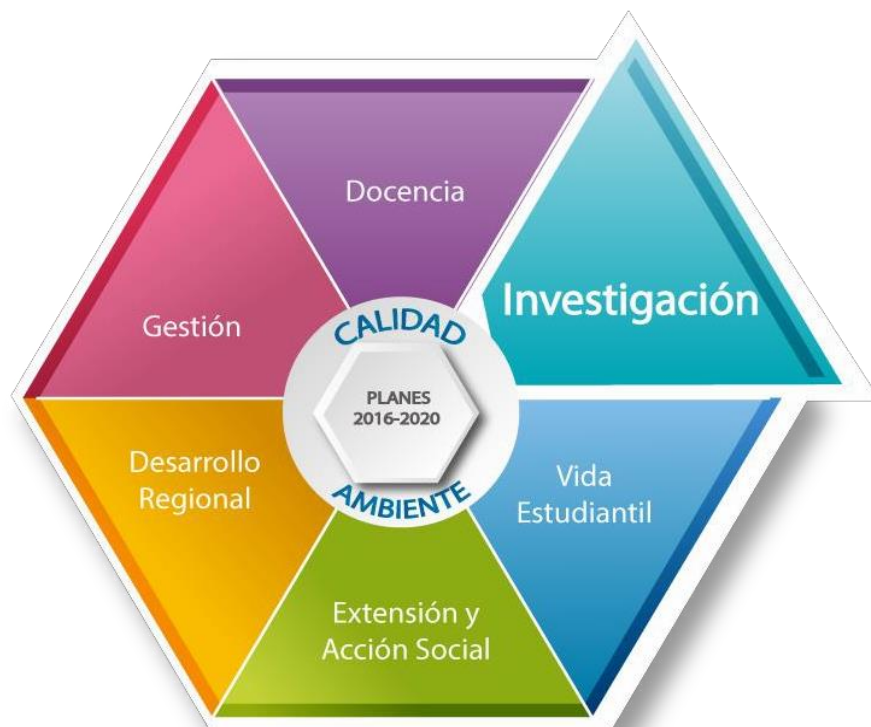 Docencia
Investigación
Gestión
CALIDAD
PLANES
2016-2020
AMBIENTE
Desarrollo
Regional
Vida
Estudiantil
Extensión y
Acción Social